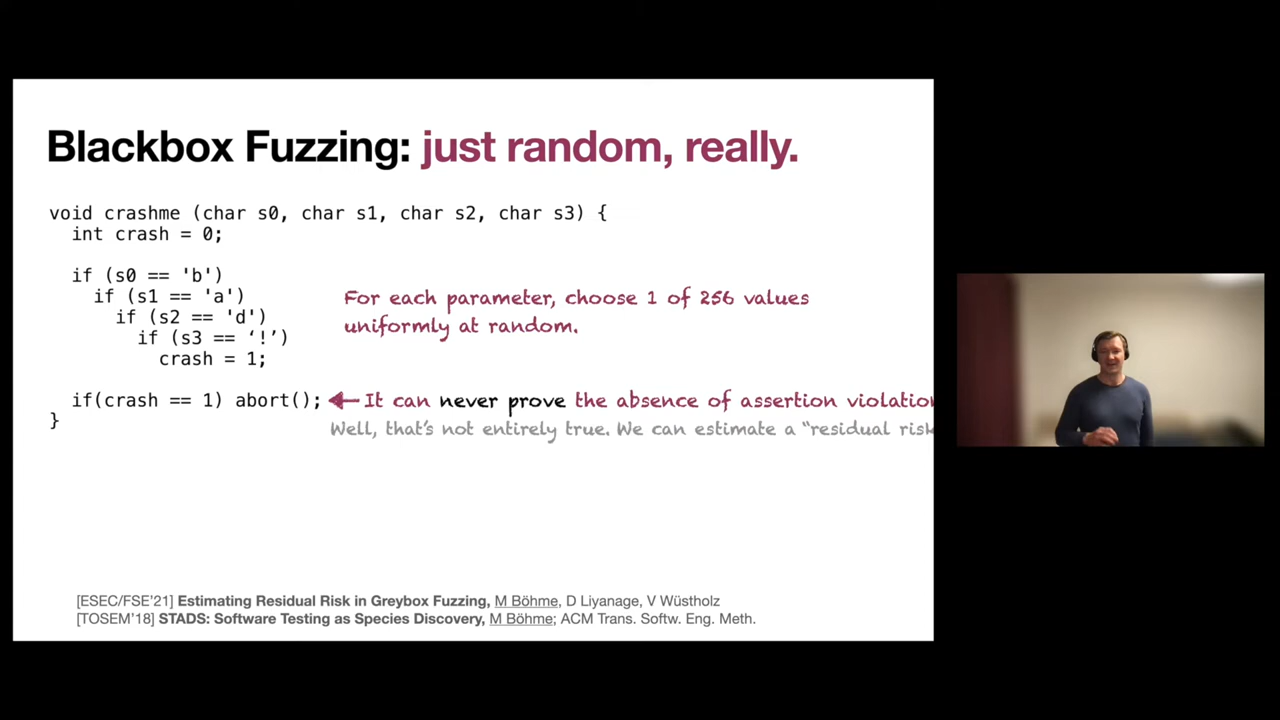 Blackbox Fuzzing: just random, really.
void crashme (char s0, char s1, char s2, char s3) {
int crash = 0;
if (s0 == 'b')
if (s1 == 'a')
if (s2 == 'd')
if (s3 == ‘!’)
crash = 1;
For each parameter, choose 1 of 256 values
uniformly at random.
if(crash == 1) abort();
It can never prove the absence of assertion
}
Well, that’s not entirely true. We can estimate a “residual risk
[ESEC/FSE’21] Estimating Residual Risk in Greybox Fuzzing, M Böhme, D Liyanage, V Wüstholz
[TOSEM’18] STADS: Software Testing as Species Discovery, M Böhme; ACM Trans. Softw. Eng. Meth.